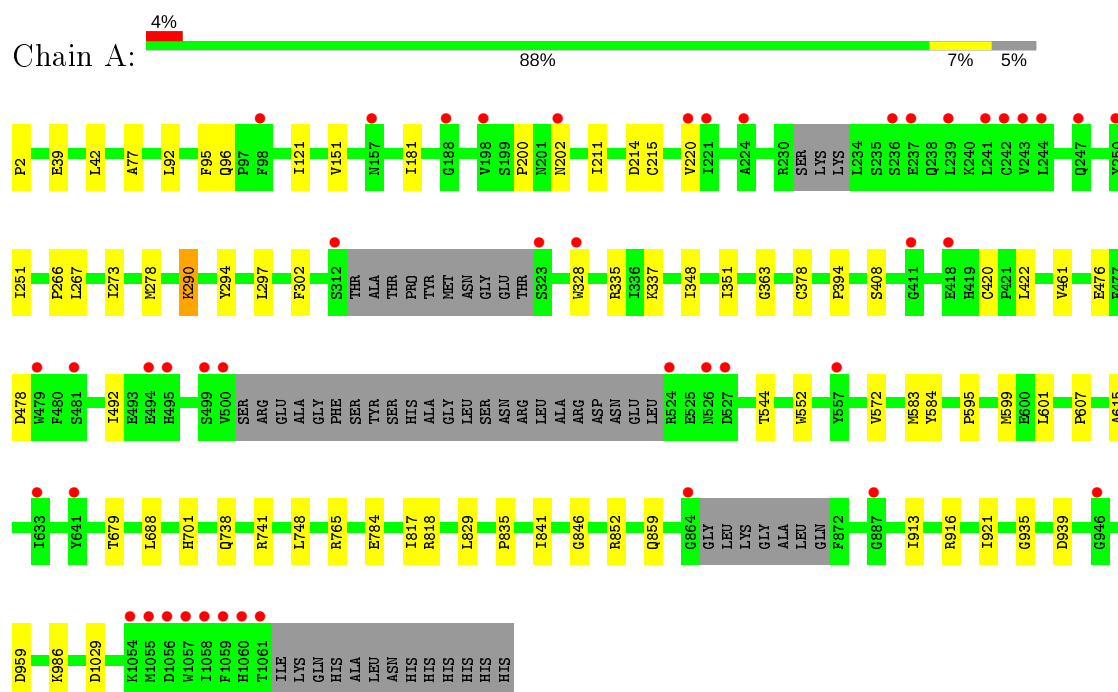 4%
Chain A:
88% 7% 5%
P2 E39 L42 A77 L92 F95 Q96 P97 F98 I121 V151 N157 I181 G188 V198 S199 P200 N201 N202 I211 D214 C215 V220 I221 A224 R230 SER LYS LYS L234 S235 S236 E237 Q238 L239 K240 L241 C242 V243 L244 Q247 Y250
I251 P266 L267 I273 M278 K290 Y294 L297 F302 S312 THR ALA THR PRO TYR MET ASN GLY GLU THR S323 W328 R335 I336 K337 I348 I351 G363 C378 P394 S408 G411 E418 H419 C420 P421 L422 V461 E476 E477
D478 W479 F480 S481 I492 E493 E494 H495 S499 V500 SER ARG GLU ALA GLY PHE SER TYR SER HIS ALA GLY LEU SER ASN ARG LEU ALA ARG ASP ASN GLU LEU R524 E525 N526 D527 T544 W552 Y557 V572 M583 Y584 P595 M599 E600 L601 P607 A615
I633 Y641 T679 L688 H701 Q738 R741 L748 R765 E784 I817 R818 L829 P835 I841 G846 R852 Q859 G864 GLY LEU LYS GLY ALA LEU GLN F872 G887 I913 R916 I921 G935 D939 G946
D959 K986 D1029 K1054 M1055 D1056 W1057 I1058 F1059 H1060 T1061 ILE LYS GLN HIS ALA LEU ASN HIS HIS HIS HIS HIS HIS